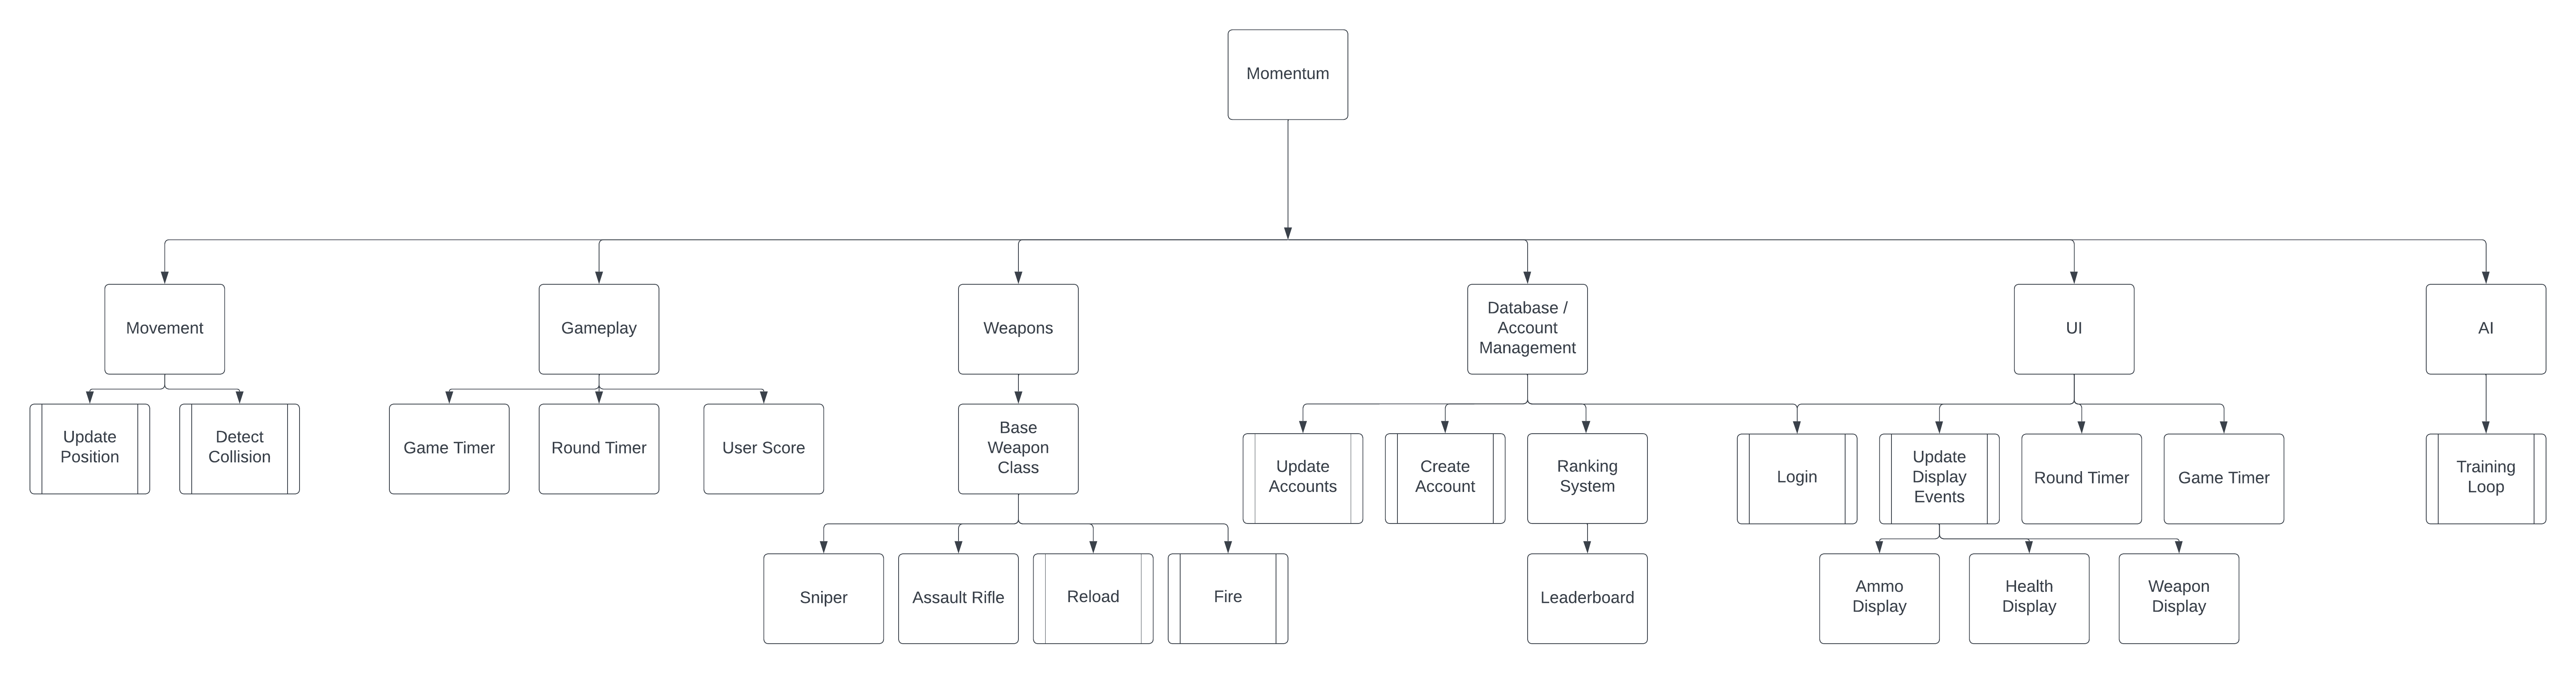 Momentum
Movement
Gameplay
Weapons
Database /
Account
Management
UI
AI
Update
Position
Detect
Collision
Game Timer
Round Timer
User Score
Base
Weapon
Class
Update
Accounts
Create
Account
Ranking
System
Login
Update
Display
Events
Round Timer
Game Timer
Training
Loop
Sniper
Assault Rifle
Reload
Fire
Leaderboard
Ammo
Display
Health
Display
Weapon
Display